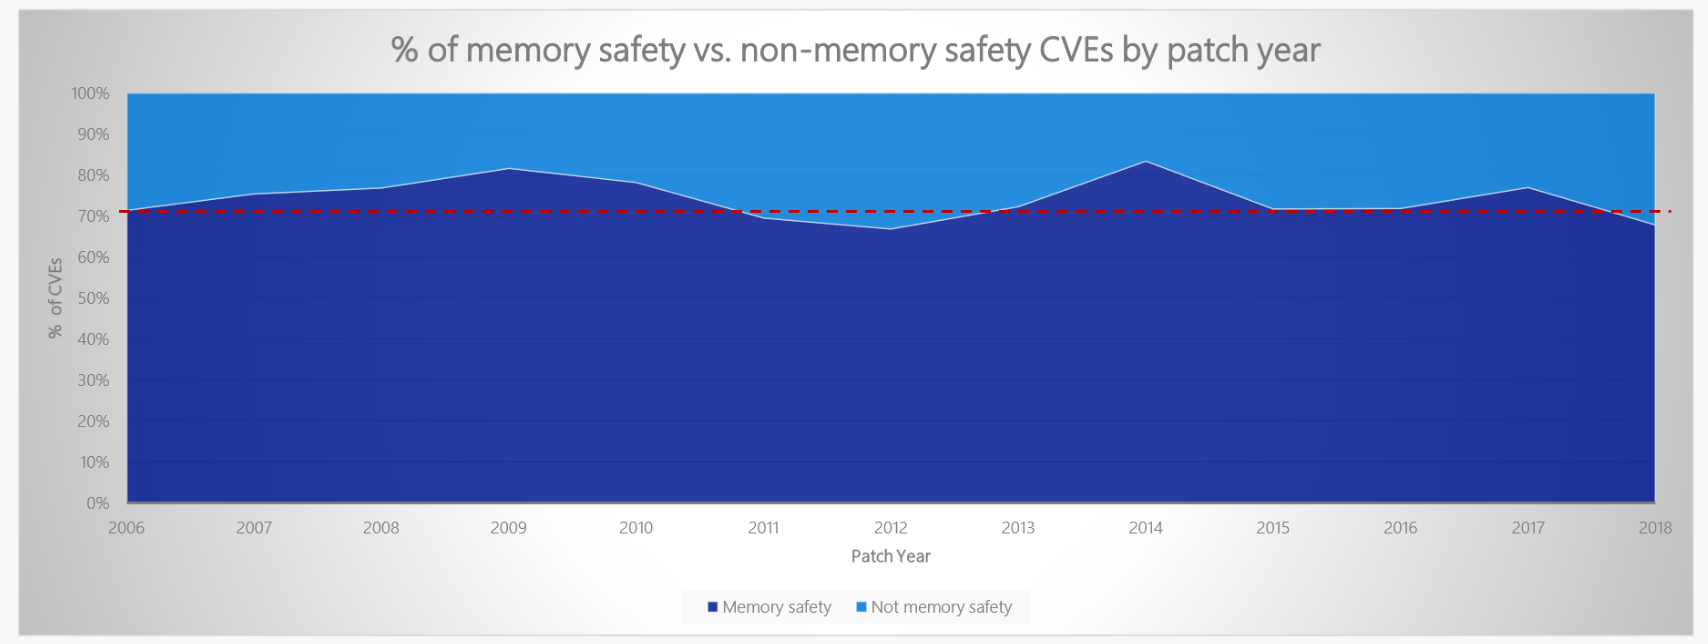 % of memory safety vs. non-memory safety CVEs by patch year
100%
90%
80%
70%
60%
50%
40%
30%
20%
10%
0%
% of CVEs
2006 2007 2008 2009 2010 2011 2012 2013 2014 2015 2016 2017 2018
Patch Year
Memory safety Not memory safety